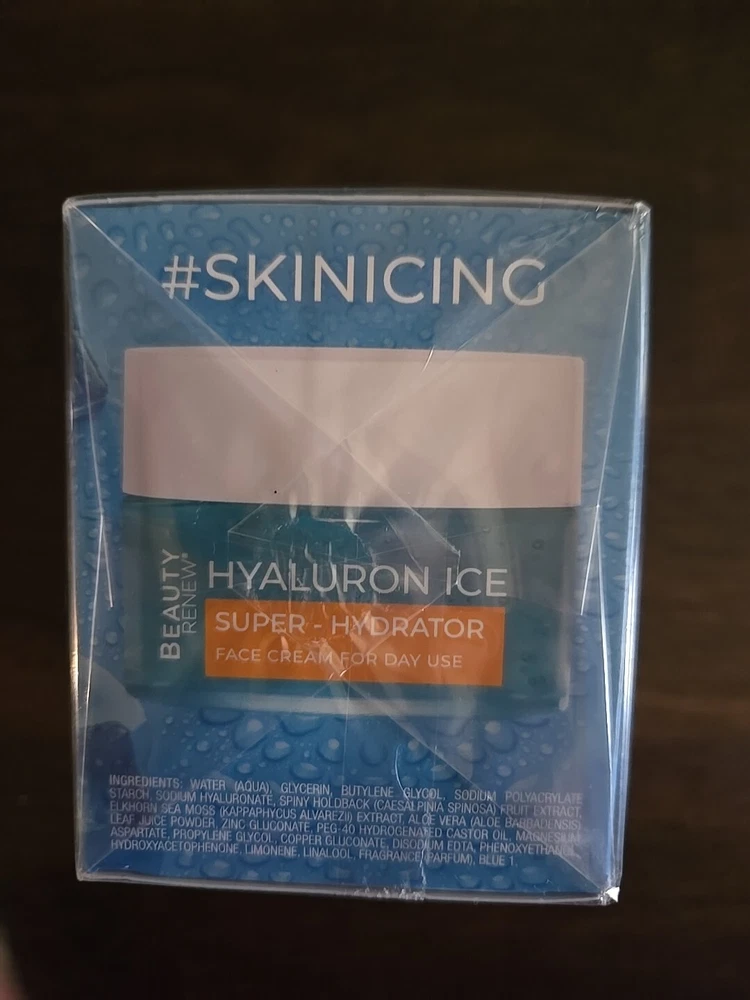 #SKINICING
BEAUTY
RENEW®
HYALURON ICE
SUPER - HYDRATOR
FACE CREAM FOR DAY USE
INGREDIENTS: WATER (AQUA), GLYCERIN, BUTYLENE GLYCOL, SODIUM POLYACRYLATE
STARCH, SODIUM HYALURONATE, SPINY HOLDBACK (CAESALPINIA SPINOSA) FRUIT EXTRACT,
ELKHORN SEA MOSS (KAPPAPHYCUS ALVAREZII) EXTRACT, ALOE VERA (ALOE BARBADENSIS)
LEAF JUICE POWDER, ZINC GLUCONATE, PEG-40 HYDROGENATED CASTOR OIL, MAGNESIUM
ASPARTATE, PROPYLENE GLYCOL, COPPER GLUCONATE, DISODIUM EDTA, PHENOXYETHANOL,
HYDROXYACETOPHENONE, LIMONENE, LINALOOL, FRAGRANCE (PARFUM), BLUE 1.